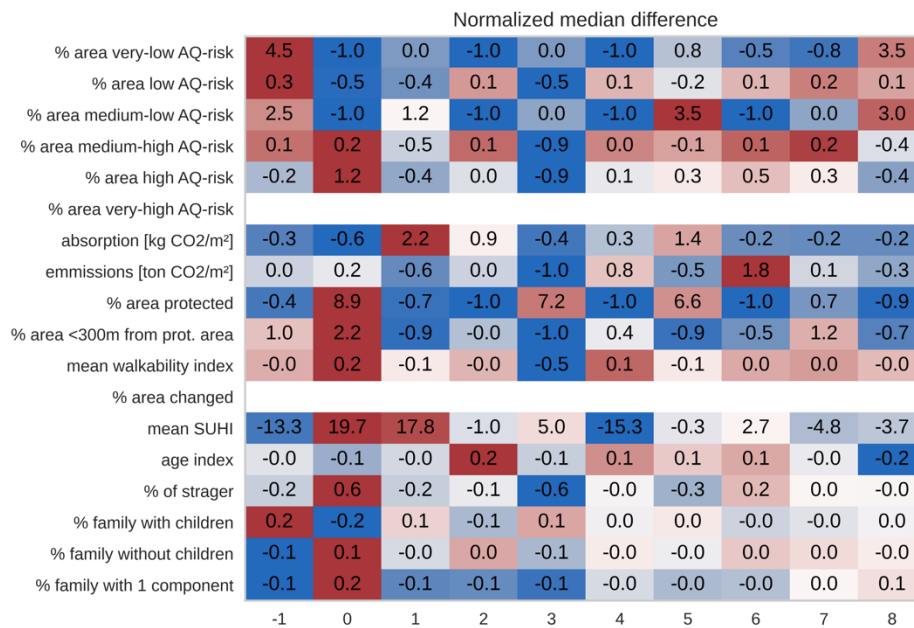 Normalized median difference
% area very-low AQ-risk 4.5 -1.0 0.0 -1.0 0.0 -1.0 0.8 -0.5 -0.8 3.5
% area low AQ-risk 0.3 -0.5 -0.4 0.1 -0.5 0.1 -0.2 0.1 0.2 0.1
% area medium-low AQ-risk 2.5 -1.0 1.2 -1.0 0.0 -1.0 3.5 -1.0 0.0 3.0
% area medium-high AQ-risk 0.1 0.2 -0.5 0.1 -0.9 0.0 -0.1 0.1 0.2 -0.4
% area high AQ-risk -0.2 1.2 -0.4 0.0 -0.9 0.1 0.3 0.5 0.3 -0.4
% area very-high AQ-risk
absorption [kg CO2/m²] -0.3 -0.6 2.2 0.9 -0.4 0.3 1.4 -0.2 -0.2 -0.2
emmissions [ton CO2/m²] 0.0 0.2 -0.6 0.0 -1.0 0.8 -0.5 1.8 0.1 -0.3
% area protected -0.4 8.9 -0.7 -1.0 7.2 -1.0 6.6 -1.0 0.7 -0.9
% area <300m from prot. area 1.0 2.2 -0.9 -0.0 -1.0 0.4 -0.9 -0.5 1.2 -0.7
mean walkability index -0.0 0.2 -0.1 -0.0 -0.5 0.1 -0.1 0.0 0.0 -0.0
% area changed
mean SUHI -13.3 19.7 17.8 -1.0 5.0 -15.3 -0.3 2.7 -4.8 -3.7
age index -0.0 -0.1 -0.0 0.2 -0.1 0.1 0.1 0.1 -0.0 -0.2
% of strager -0.2 0.6 -0.2 -0.1 -0.6 -0.0 -0.3 0.2 0.0 -0.0
% family with children 0.2 -0.2 0.1 -0.1 0.1 0.0 0.0 -0.0 -0.0 0.0
% family without children -0.1 0.1 -0.0 0.0 -0.1 -0.0 -0.0 0.0 0.0 -0.0
% family with 1 component -0.1 0.2 -0.1 -0.1 -0.1 -0.0 -0.0 -0.0 0.0 0.1
-1 0 1 2 3 4 5 6 7 8